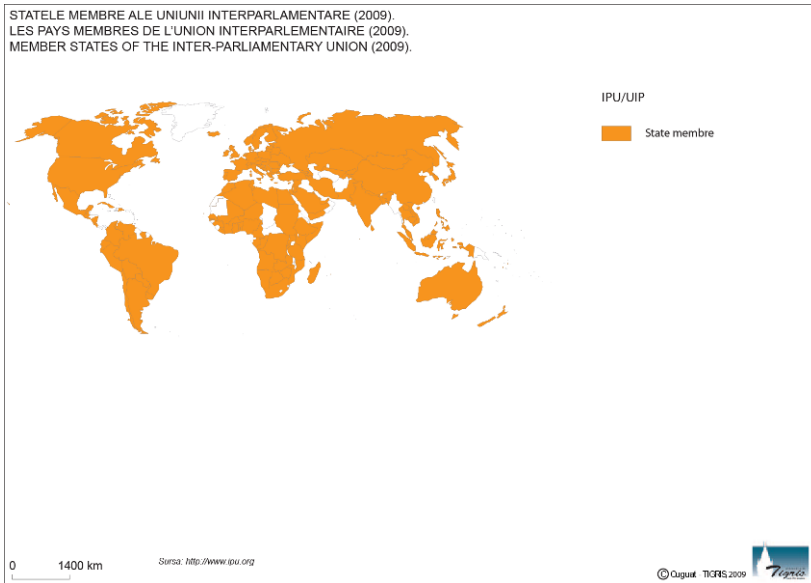 STATELE MEMBRE ALE UNIUNII INTERPARLAMENTARE (2009).
LES PAYS MEMBRES DE L'UNION INTERPARLEMENTAIRE (2009).
MEMBER STATES OF THE INTER-PARLIAMENTARY UNION (2009).
IPU/UIP
State membre
0 1400 km
Sursa: http://www.ipu.org
© Cuguat TIGRIS, 2009
Tigris